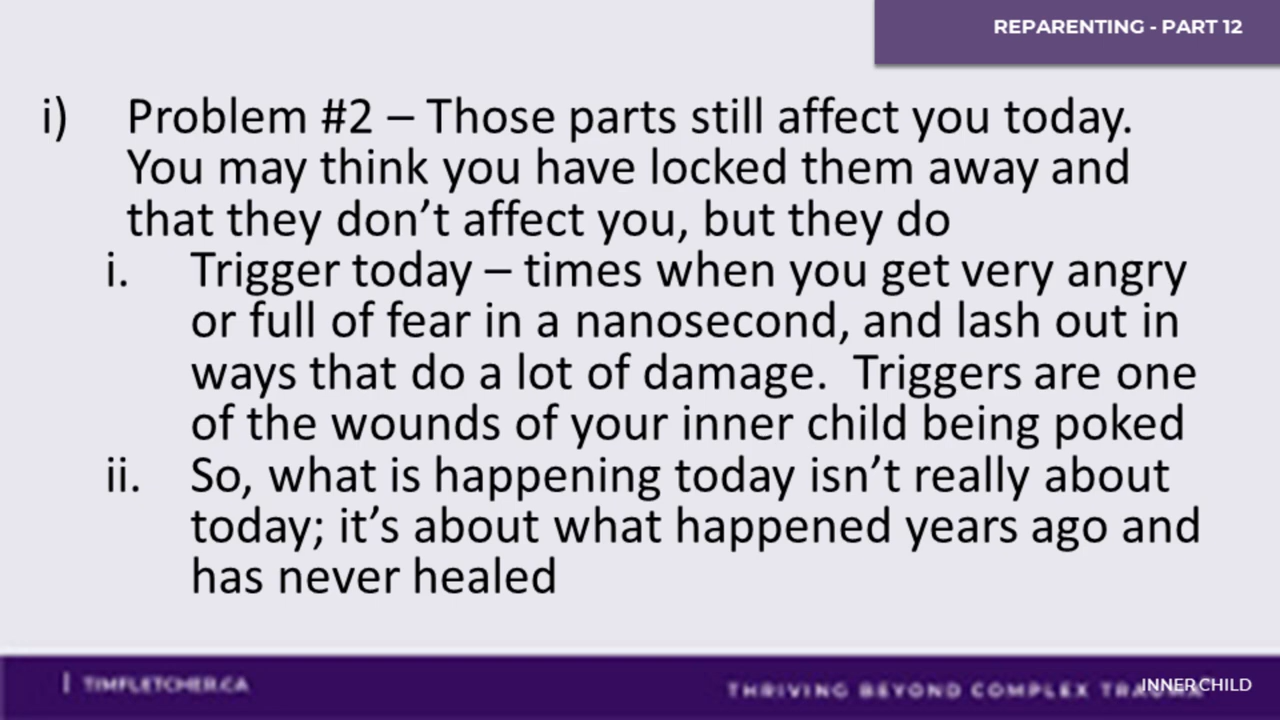 REPARENTING - PART 12
i) Problem #2 – Those parts still affect you today.
You may think you have locked them away and
that they don’t affect you, but they do
i. Trigger today – times when you get very angry
or full of fear in a nanosecond, and lash out in
ways that do a lot of damage.  Triggers are one
of the wounds of your inner child being poked
ii. So, what is happening today isn’t really about
today; it’s about what happened years ago and
has never healed
| TIMFLETCHER.CA
THRIVING BEYOND COMPLEX
INNER CHILD